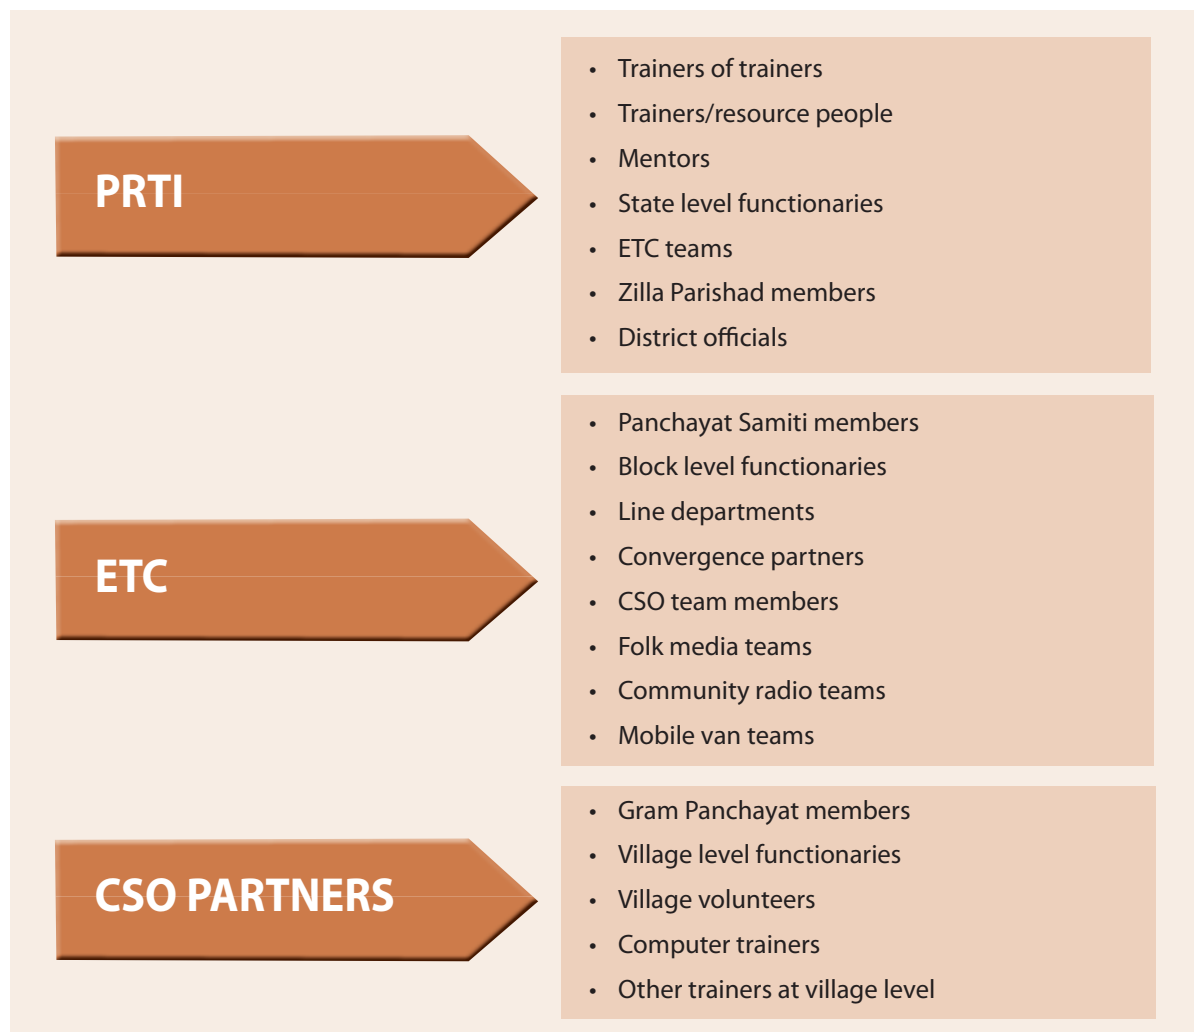 PRTI
• Trainers of trainers
• Trainers/resource people
• Mentors
• State level functionaries
• ETC teams
• Zilla Parishad members
• District officials
ETC
• Panchayat Samiti members
• Block level functionaries
• Line departments
• Convergence partners
• CSO team members
• Folk media teams
• Community radio teams
• Mobile van teams
CSO PARTNERS
• Gram Panchayat members
• Village level functionaries
• Village volunteers
• Computer trainers
• Other trainers at village level